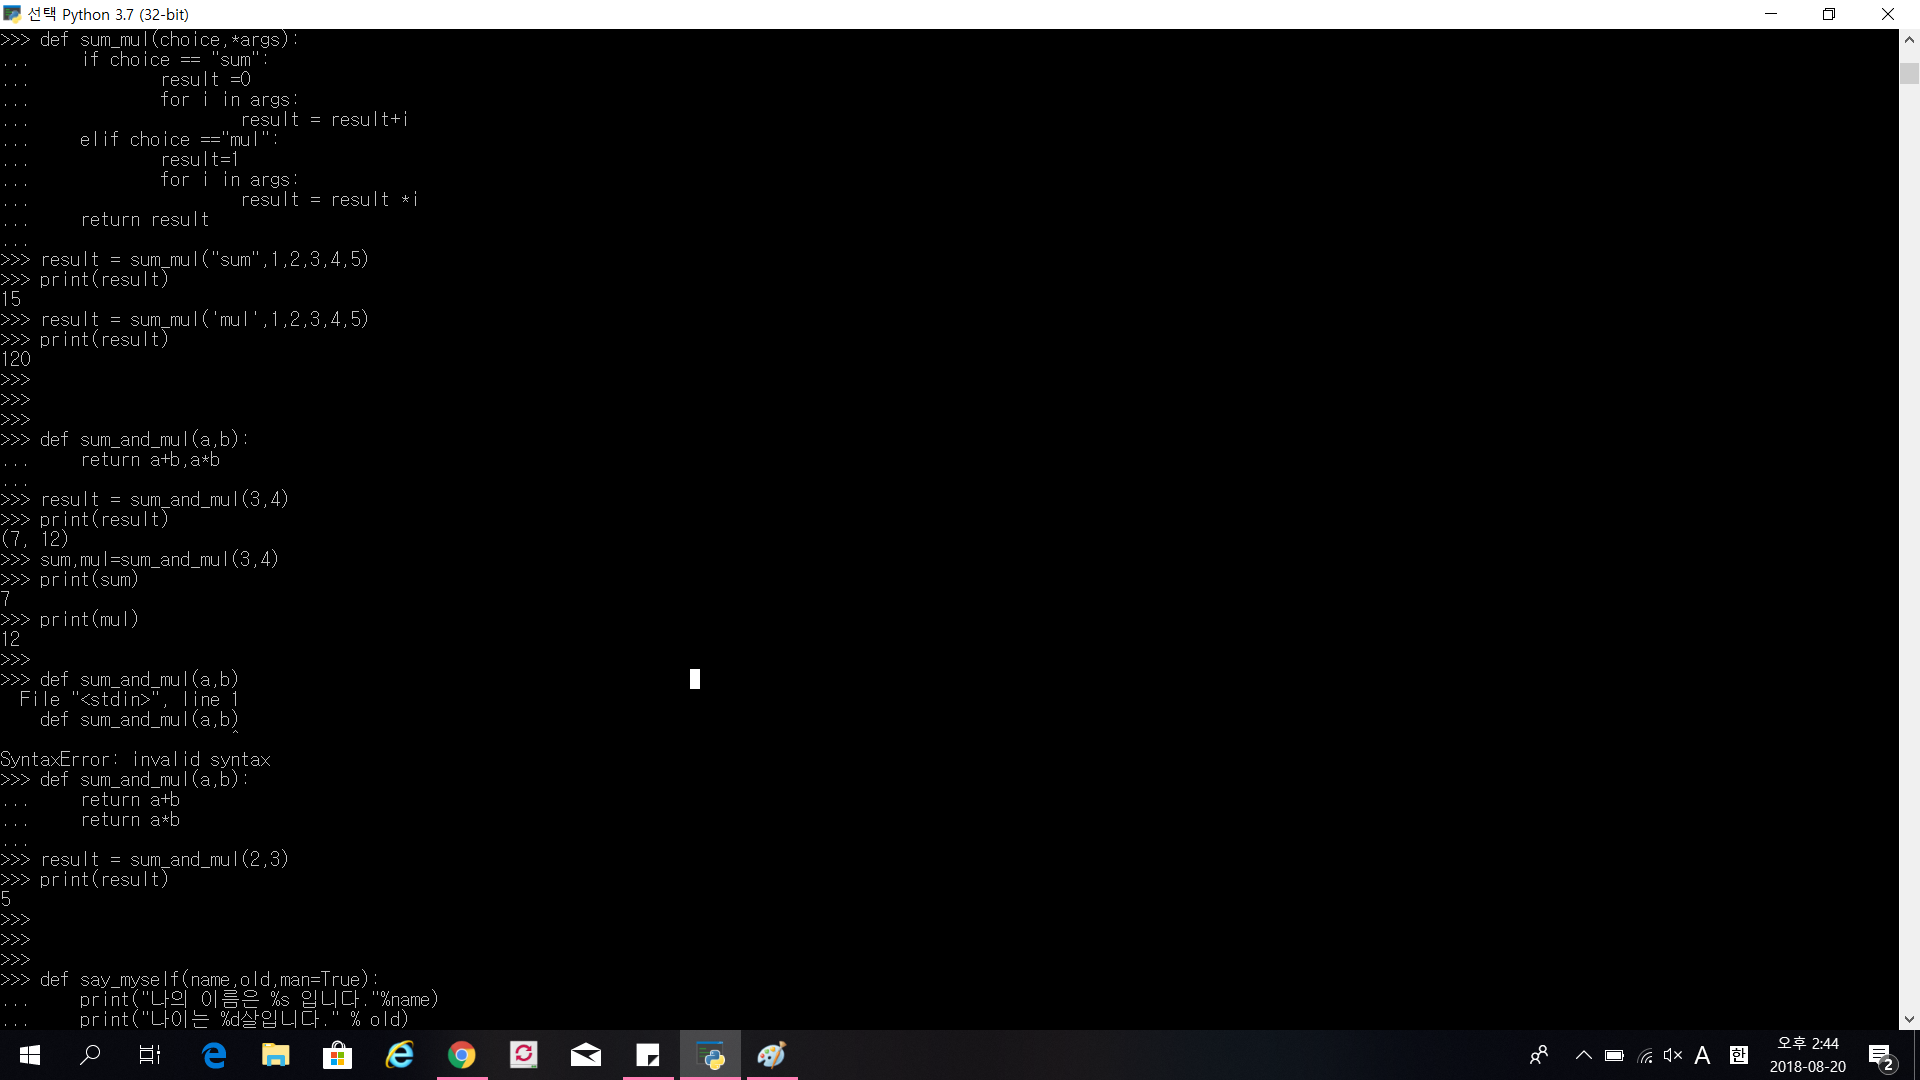 선택 Python 3.7 (32-bit)
>>> def sum_mul(choice,*args):
...     if choice == "sum":
...             result =0
...             for i in args:
...                     result = result+i
...     elif choice =="mul":
...             result=1
...             for i in args:
...                     result = result *i
...     return result
...
>>> result = sum_mul("sum",1,2,3,4,5)
>>> print(result)
15
>>> result = sum_mul('mul',1,2,3,4,5)
>>> print(result)
120
>>>
>>>
>>>
>>> def sum_and_mul(a,b):
...     return a+b,a*b
...
>>> result = sum_and_mul(3,4)
>>> print(result)
(7, 12)
>>> sum,mul=sum_and_mul(3,4)
>>> print(sum)
7
>>> print(mul)
12
>>>
>>> def sum_and_mul(a,b)
  File "<stdin>", line 1
    def sum_and_mul(a,b)
                       ^
SyntaxError: invalid syntax
>>> def sum_and_mul(a,b):
...     return a+b
...     return a*b
...
>>> result = sum_and_mul(2,3)
>>> print(result)
5
>>>
>>>
>>>
>>> def say_myself(name,old,man=True):
...     print("나의 이름은 %s 입니다."%name)
...     print("나이는 %d살입니다." % old)
A 한 오후 2:44
2018-08-20
2